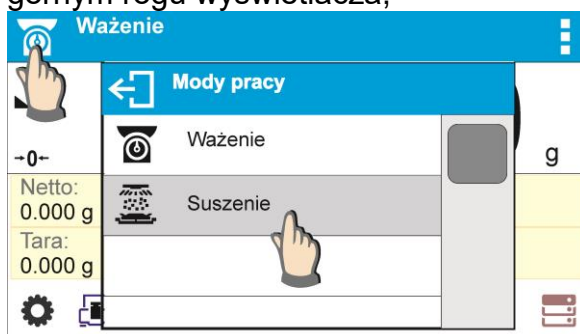 górnym rogu wyświetlacza,
Ważenie
Mody pracy
Ważenie
→0←
g
Netto:
0.000 g
Suszenie
Tara:
0.000 g